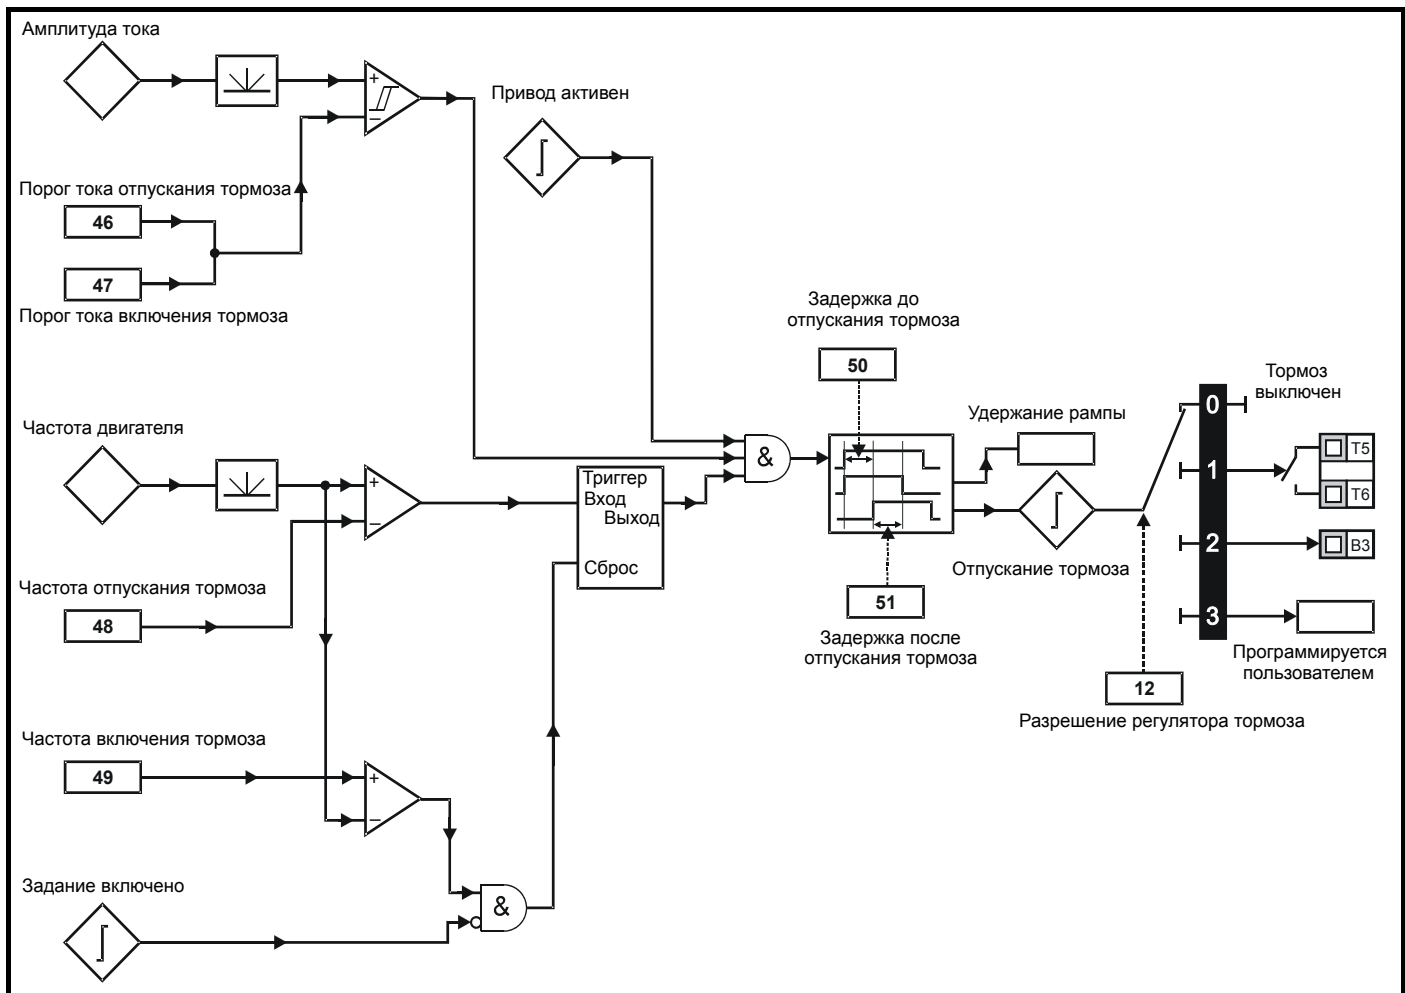 Амплитуда тока
+
−
Привод активен
Порог тока отпускания тормоза
46
47
Порог тока включения тормоза
Задержка до
отпускания тормоза
50
Тормоз
выключен
0
Удержание рампы
Частота двигателя
T5
&
1
T6
Триггер
Вход
Выход
+
−
2
B3
Сброс
Отпускание тормоза
Частота отпускания тормоза
48
51
3
Задержка после
отпускания тормоза
Программируется
пользователем
12
Разрешение регулятора тормоза
Частота включения тормоза
49
+
−
Задание включено
&